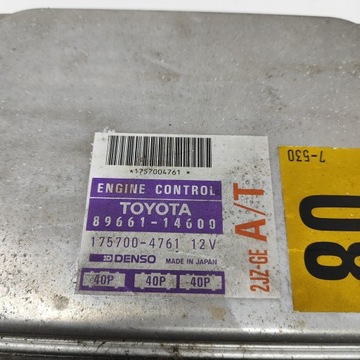 *1757004761 *
ENGINE CONTROL
TOYOTA
89661-14600
175700-4761 12V
DENSO MADE IN JAPAN
40P 40P 40P
2JZ-GE
A/T
7-530
80